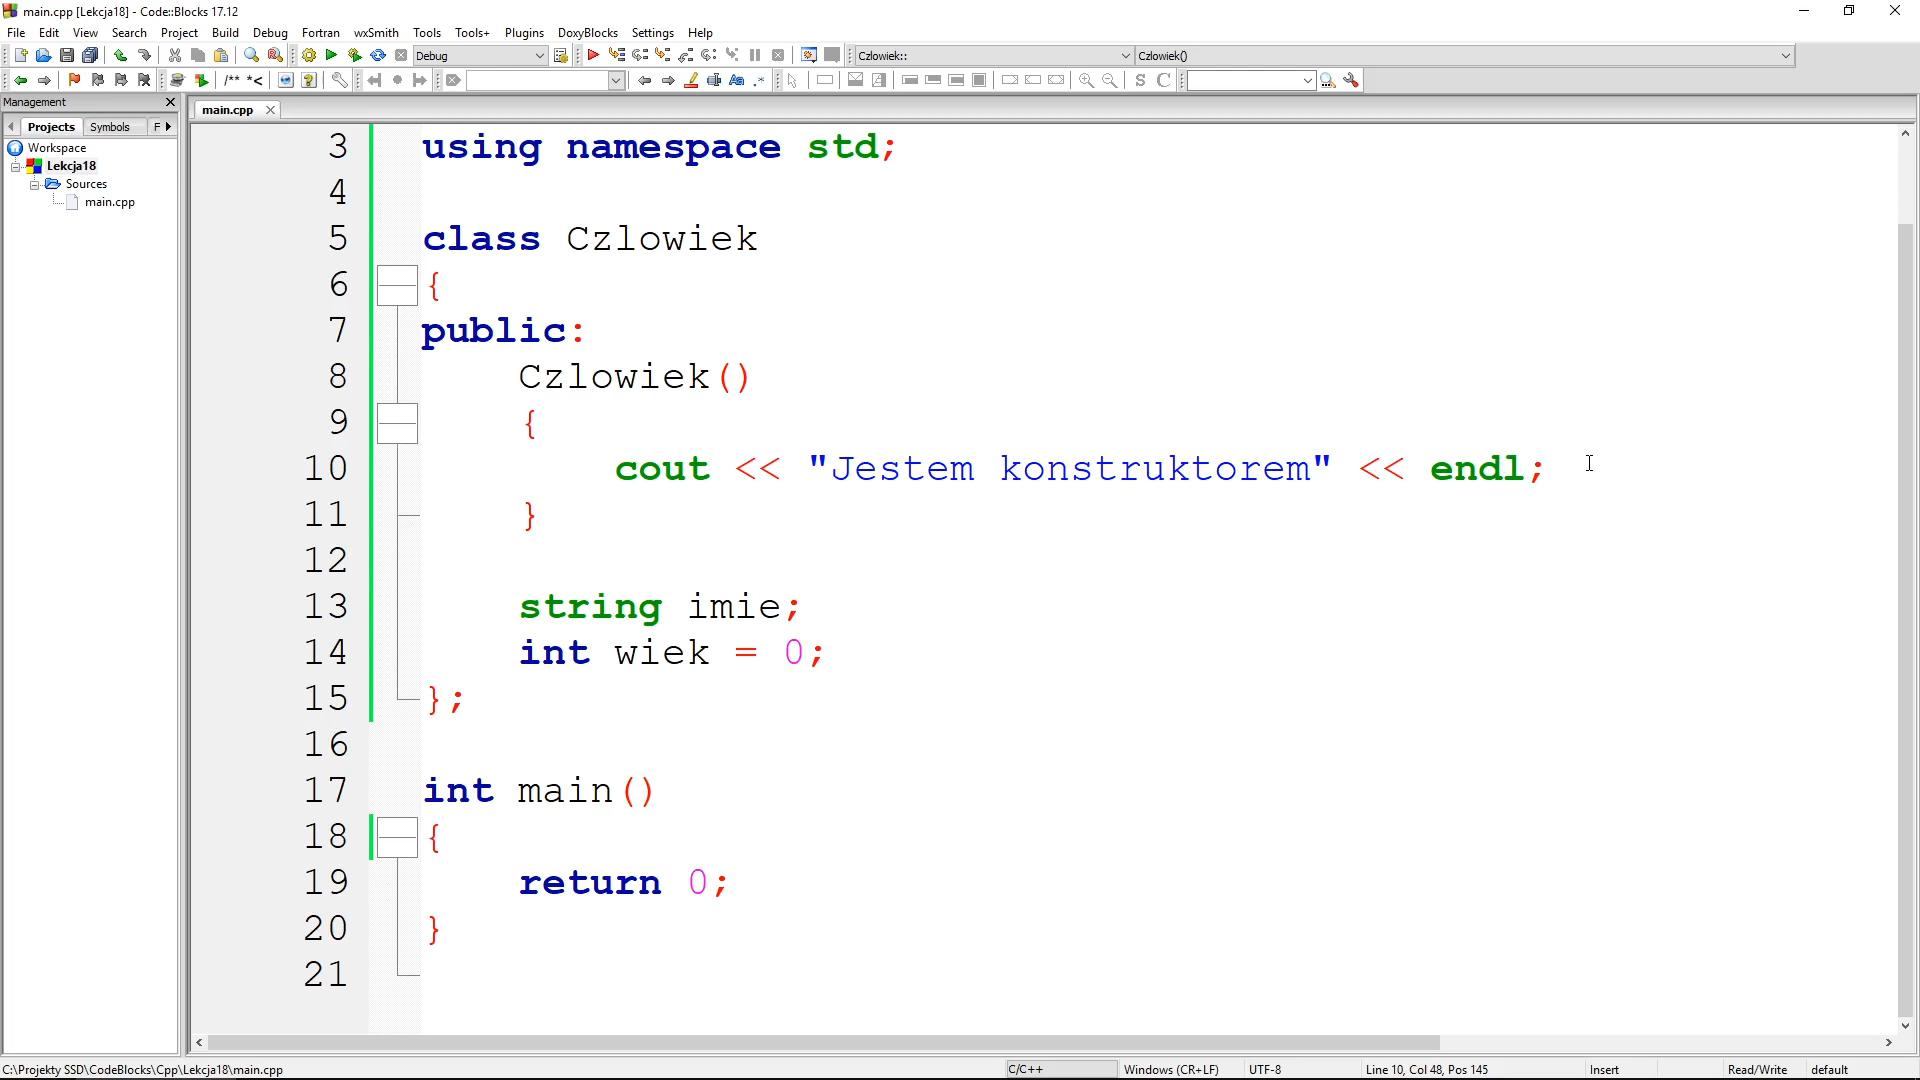 main.cpp [Lekcja18] - Code::Blocks 17.12
File Edit View Search Project Build Debug Fortran wxSmith Tools Tools+ Plugins DoxyBlocks Settings Help
Debug
Czlowiek::
Czlowiek()
/** *<
Aa .*
S C
Management
Projects Symbols F
Workspace
Lekcja18
Sources
main.cpp
main.cpp
3 using namespace std;
4
5 class Czlowiek
6 {
7 public:
8 Czlowiek()
9 {
10 cout << "Jestem konstruktorem" << endl;
11 }
12
13 string imie;
14 int wiek = 0;
15 };
16
17 int main()
18 {
19 return 0;
20 }
21
C:\Projekty SSD\CodeBlocks\Cpp\Lekcja18\main.cpp C/C++ Windows (CR+LF) UTF-8 Line 10, Col 48, Pos 145 Insert Read/Write default